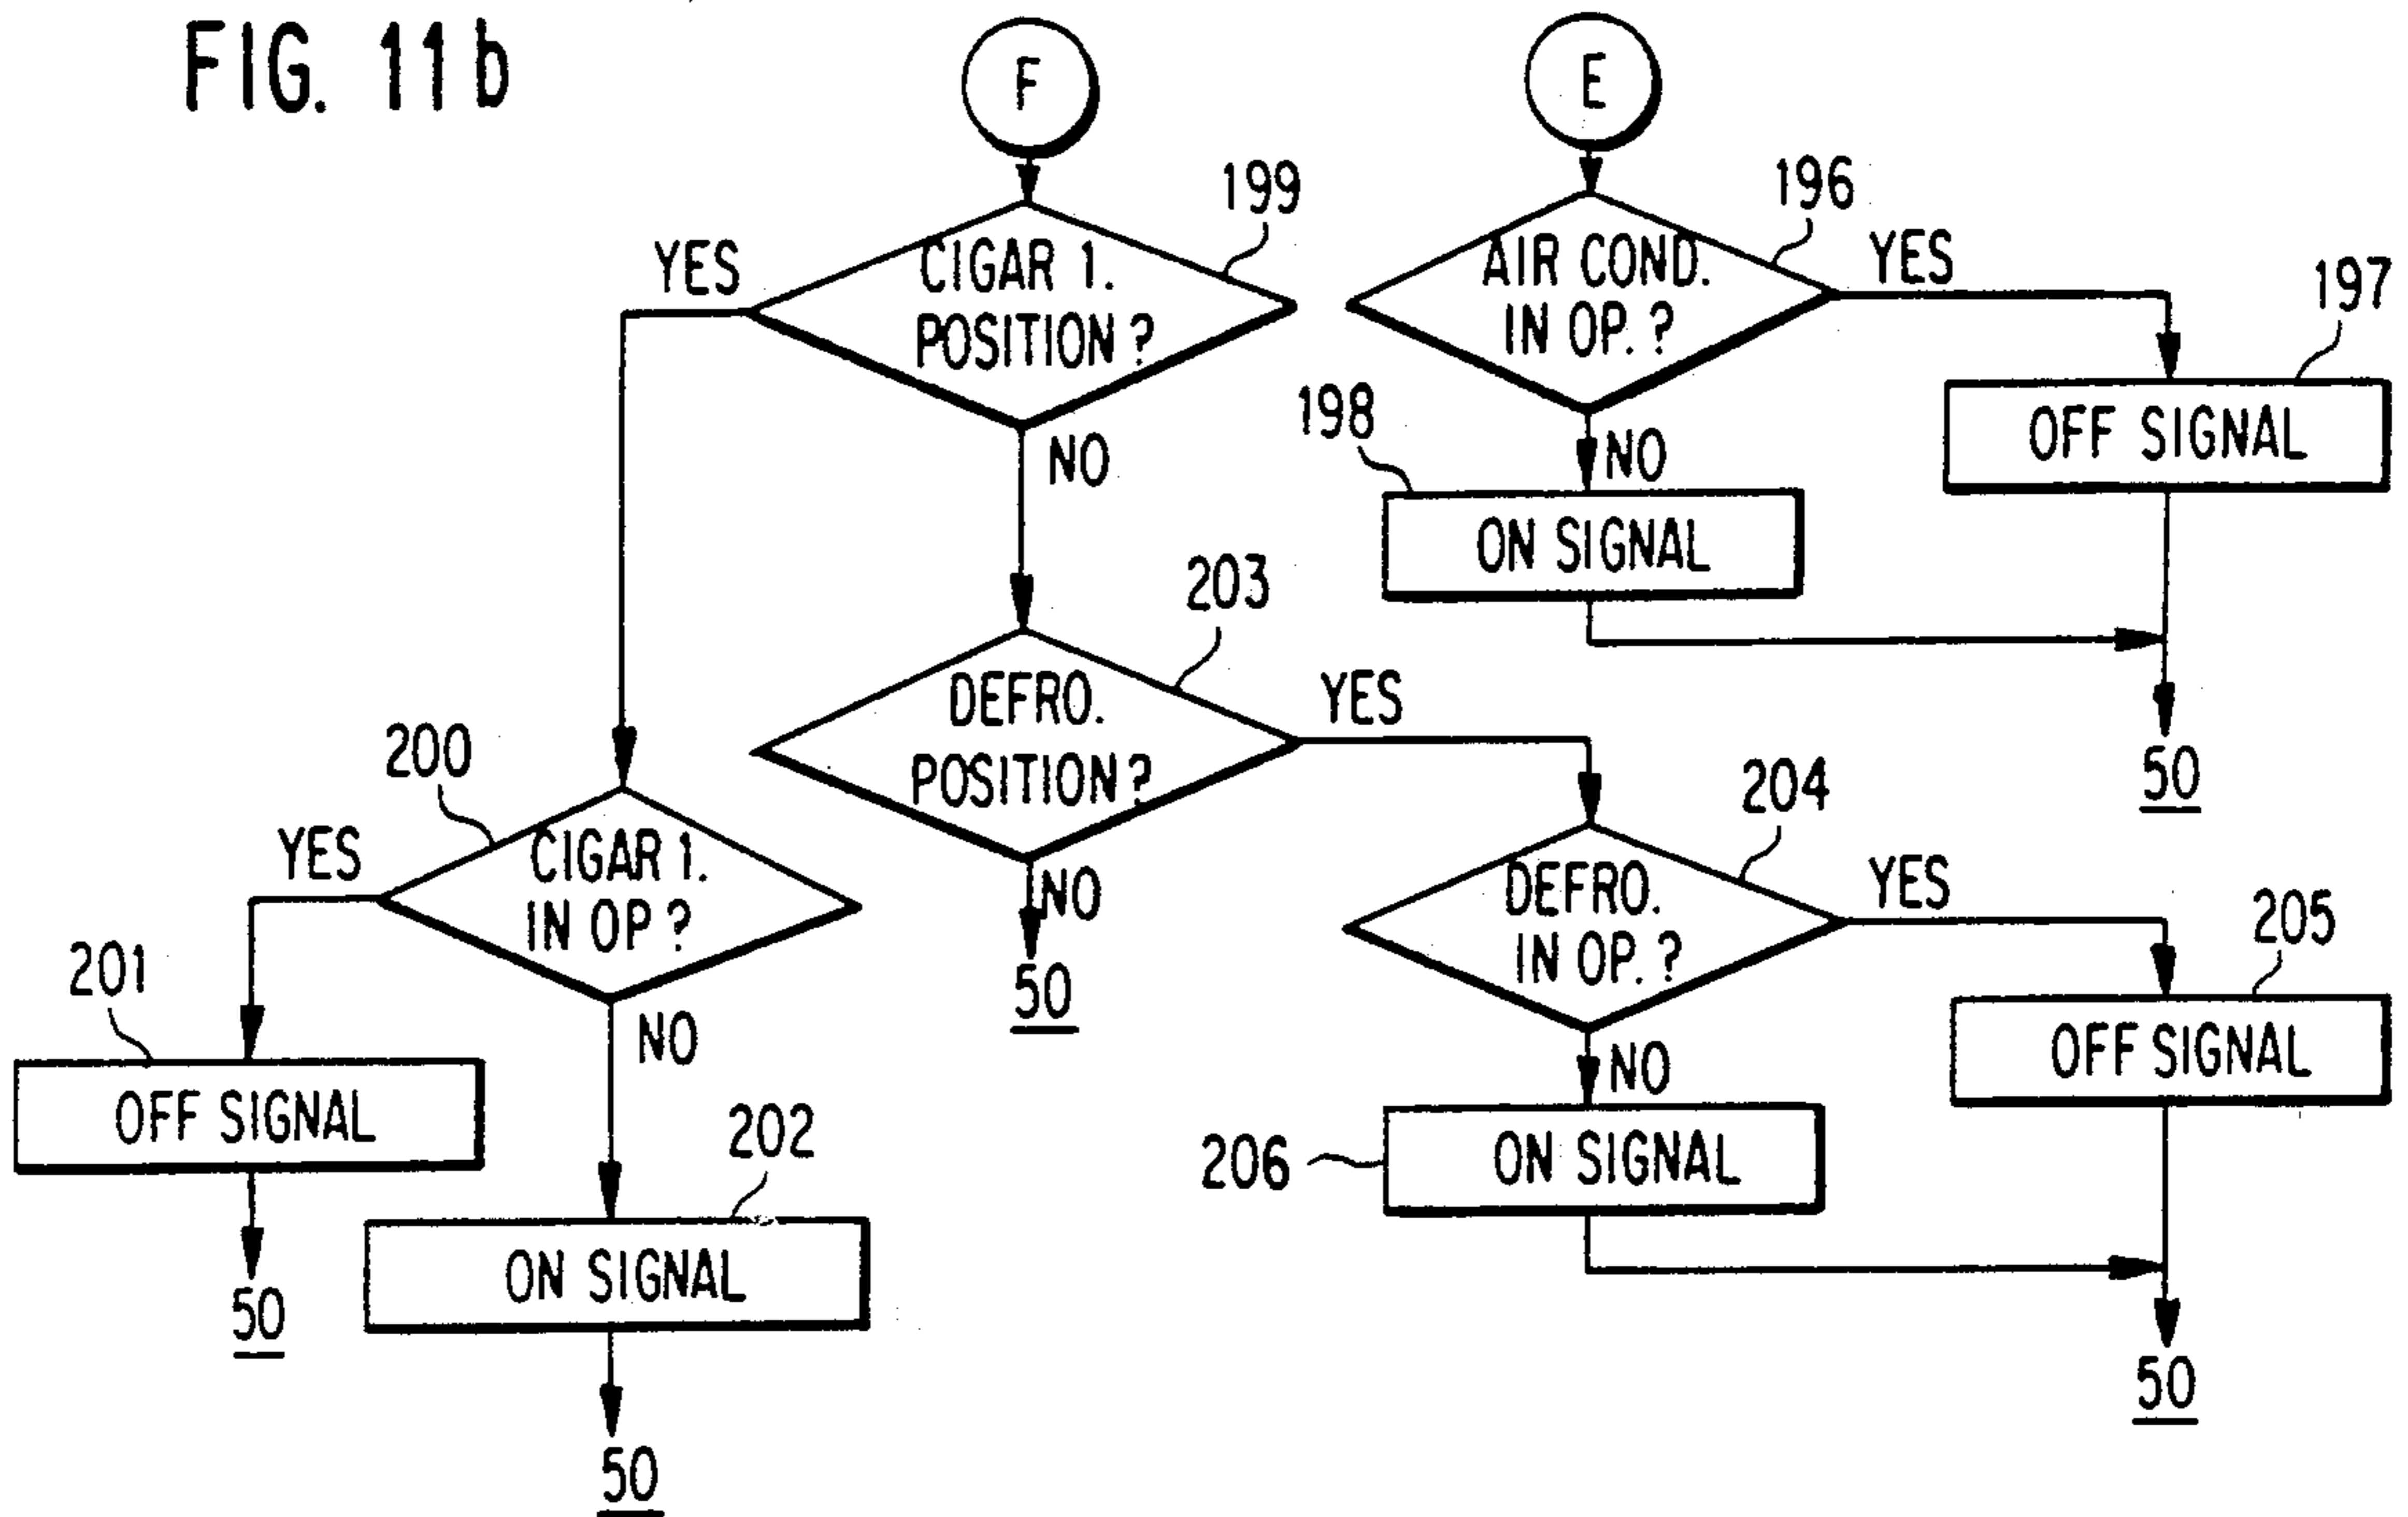 FIG. 11b
F
E
199
196
YES
CIGAR 1.
POSITION?
AIR COND.
IN OP.?
YES
197
198
NO
NO
OFF SIGNAL
ON SIGNAL
203
DEFRO.
POSITION?
YES
50
200
204
YES
CIGAR 1.
IN OP?
NO
50
DEFRO.
IN OP.?
YES
205
201
NO
NO
OFF SIGNAL
OFF SIGNAL
202
206
ON SIGNAL
ON SIGNAL
50
50
50